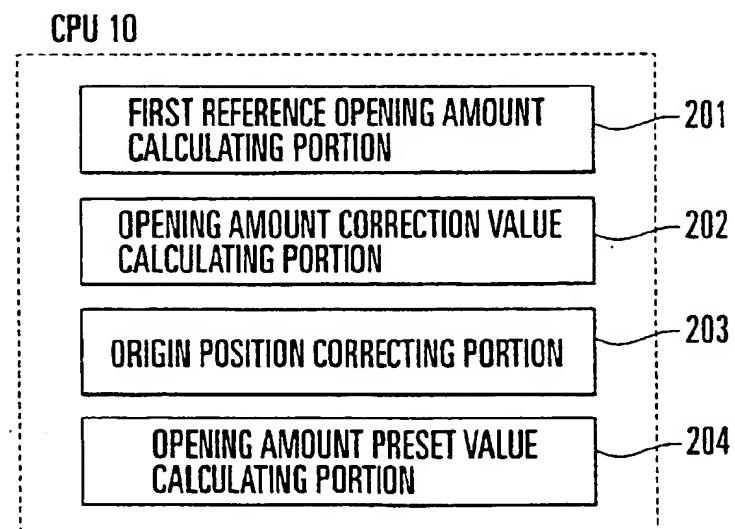 CPU 10
FIRST REFERENCE OPENING AMOUNT
CALCULATING PORTION
201
OPENING AMOUNT CORRECTION VALUE
CALCULATING PORTION
202
ORIGIN POSITION CORRECTING PORTION
203
OPENING AMOUNT PRESET VALUE
CALCULATING PORTION
204